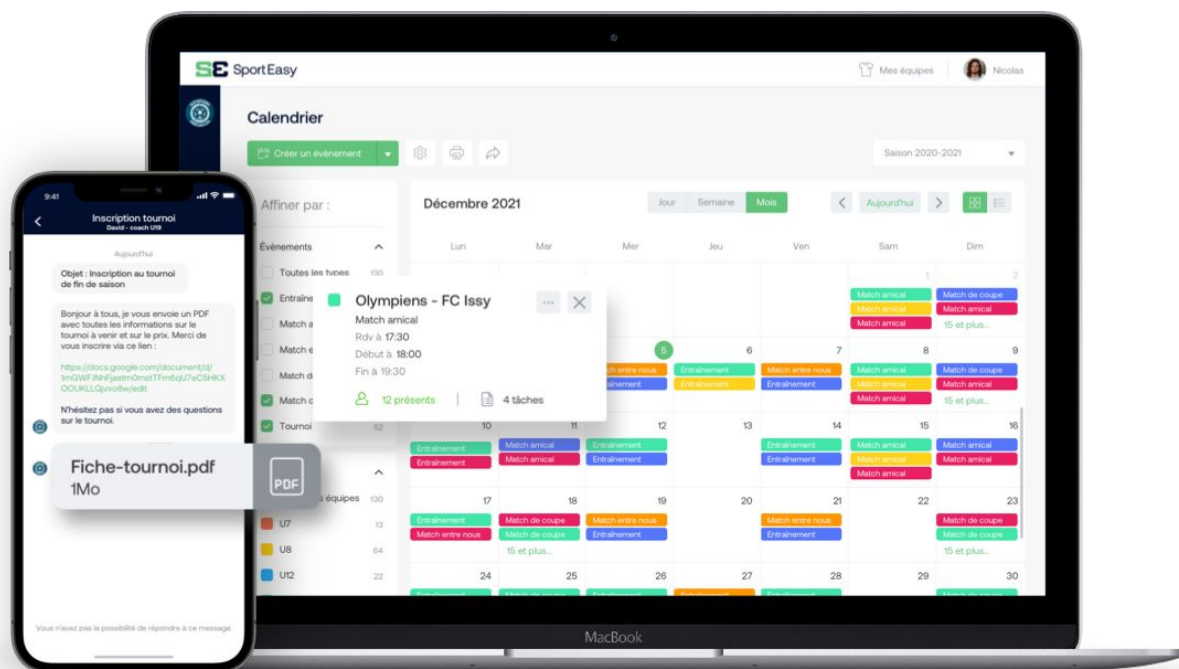 SE SportEasy
Mes équipes
Nicolas
Calendrier
Créer un évènement
Saison 2020-2021
Affiner par :
Évènements
Toutes les types 130
Entraîne
Match a
Match e
Match d
Match c
Tournoi 52
équipes 130
U7 13
U8 64
U12 22
Décembre 2021
Jour Semaine Mois
Aujourd'hui
Lun Mar Mer Jeu Ven Sam Dim
1 2
Match amical Match de coupe
Match amical Match amical
Match amical 15 et plus...
5 6 7 8 9
ch entre nous Entraînement Match entre nous Match amical Match de coupe
aînement Entraînement Entraînement Match amical Match amical
Match amical 15 et plus...
10 11 12 13 14 15 16
Entraînement Match amical Entraînement Entraînement Match amical Match amical
Entraînement Match amical Entraînement Entraînement Match amical Match amical
Match amical
17 18 19 20 21 22 23
Entraînement Match de coupe Match entre nous Match entre nous Match de coupe
Match entre nous Match de coupe Entraînement Entraînement Match de coupe
15 et plus... 15 et plus...
24 25 26 27 28 29 30
Olympiens - FC Issy
Match amical
Rdv à 17:30
Début à 18:00
Fin à 19:30
12 présents
4 tâches
MacBook
9:41
Inscription tournoi
David - coach U19
Aujourd'hui
Objet : Inscription au tournoi
de fin de saison
Bonjour à tous, je vous envoie un PDF
avec toutes les informations sur le
tournoi à venir et sur le prix. Merci de
vous inscrire via ce lien :
https://docs.google.com/document/d/
N'hésitez pas si vous avez des questions
sur le tournoi.
Fiche-tournoi.pdf
1Mo
PDF
Vous n'avez pas la possibilité de répondre à ce message.